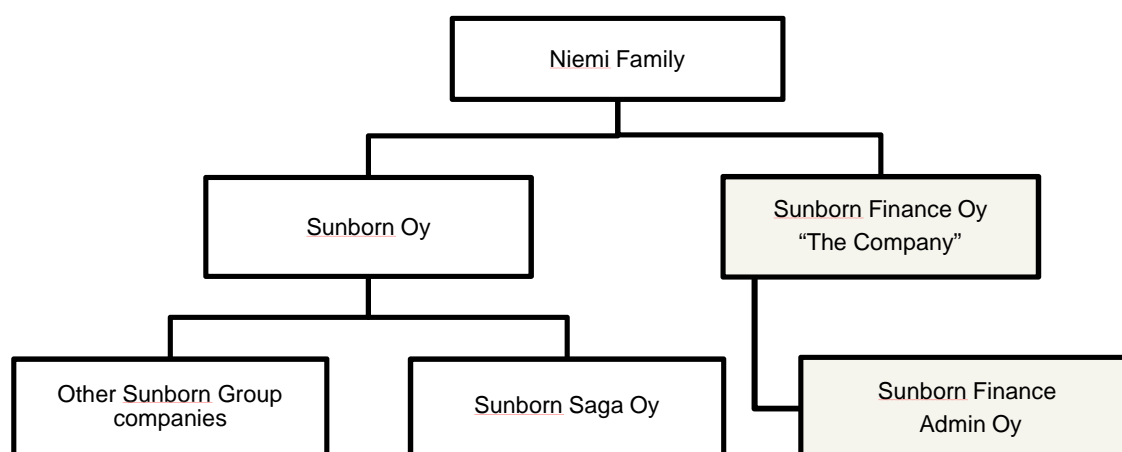 Niemi Family
Sunborn Oy
Sunborn Finance Oy
“The Company”
Other Sunborn Group
companies
Sunborn Saga Oy
Sunborn Finance
Admin Oy